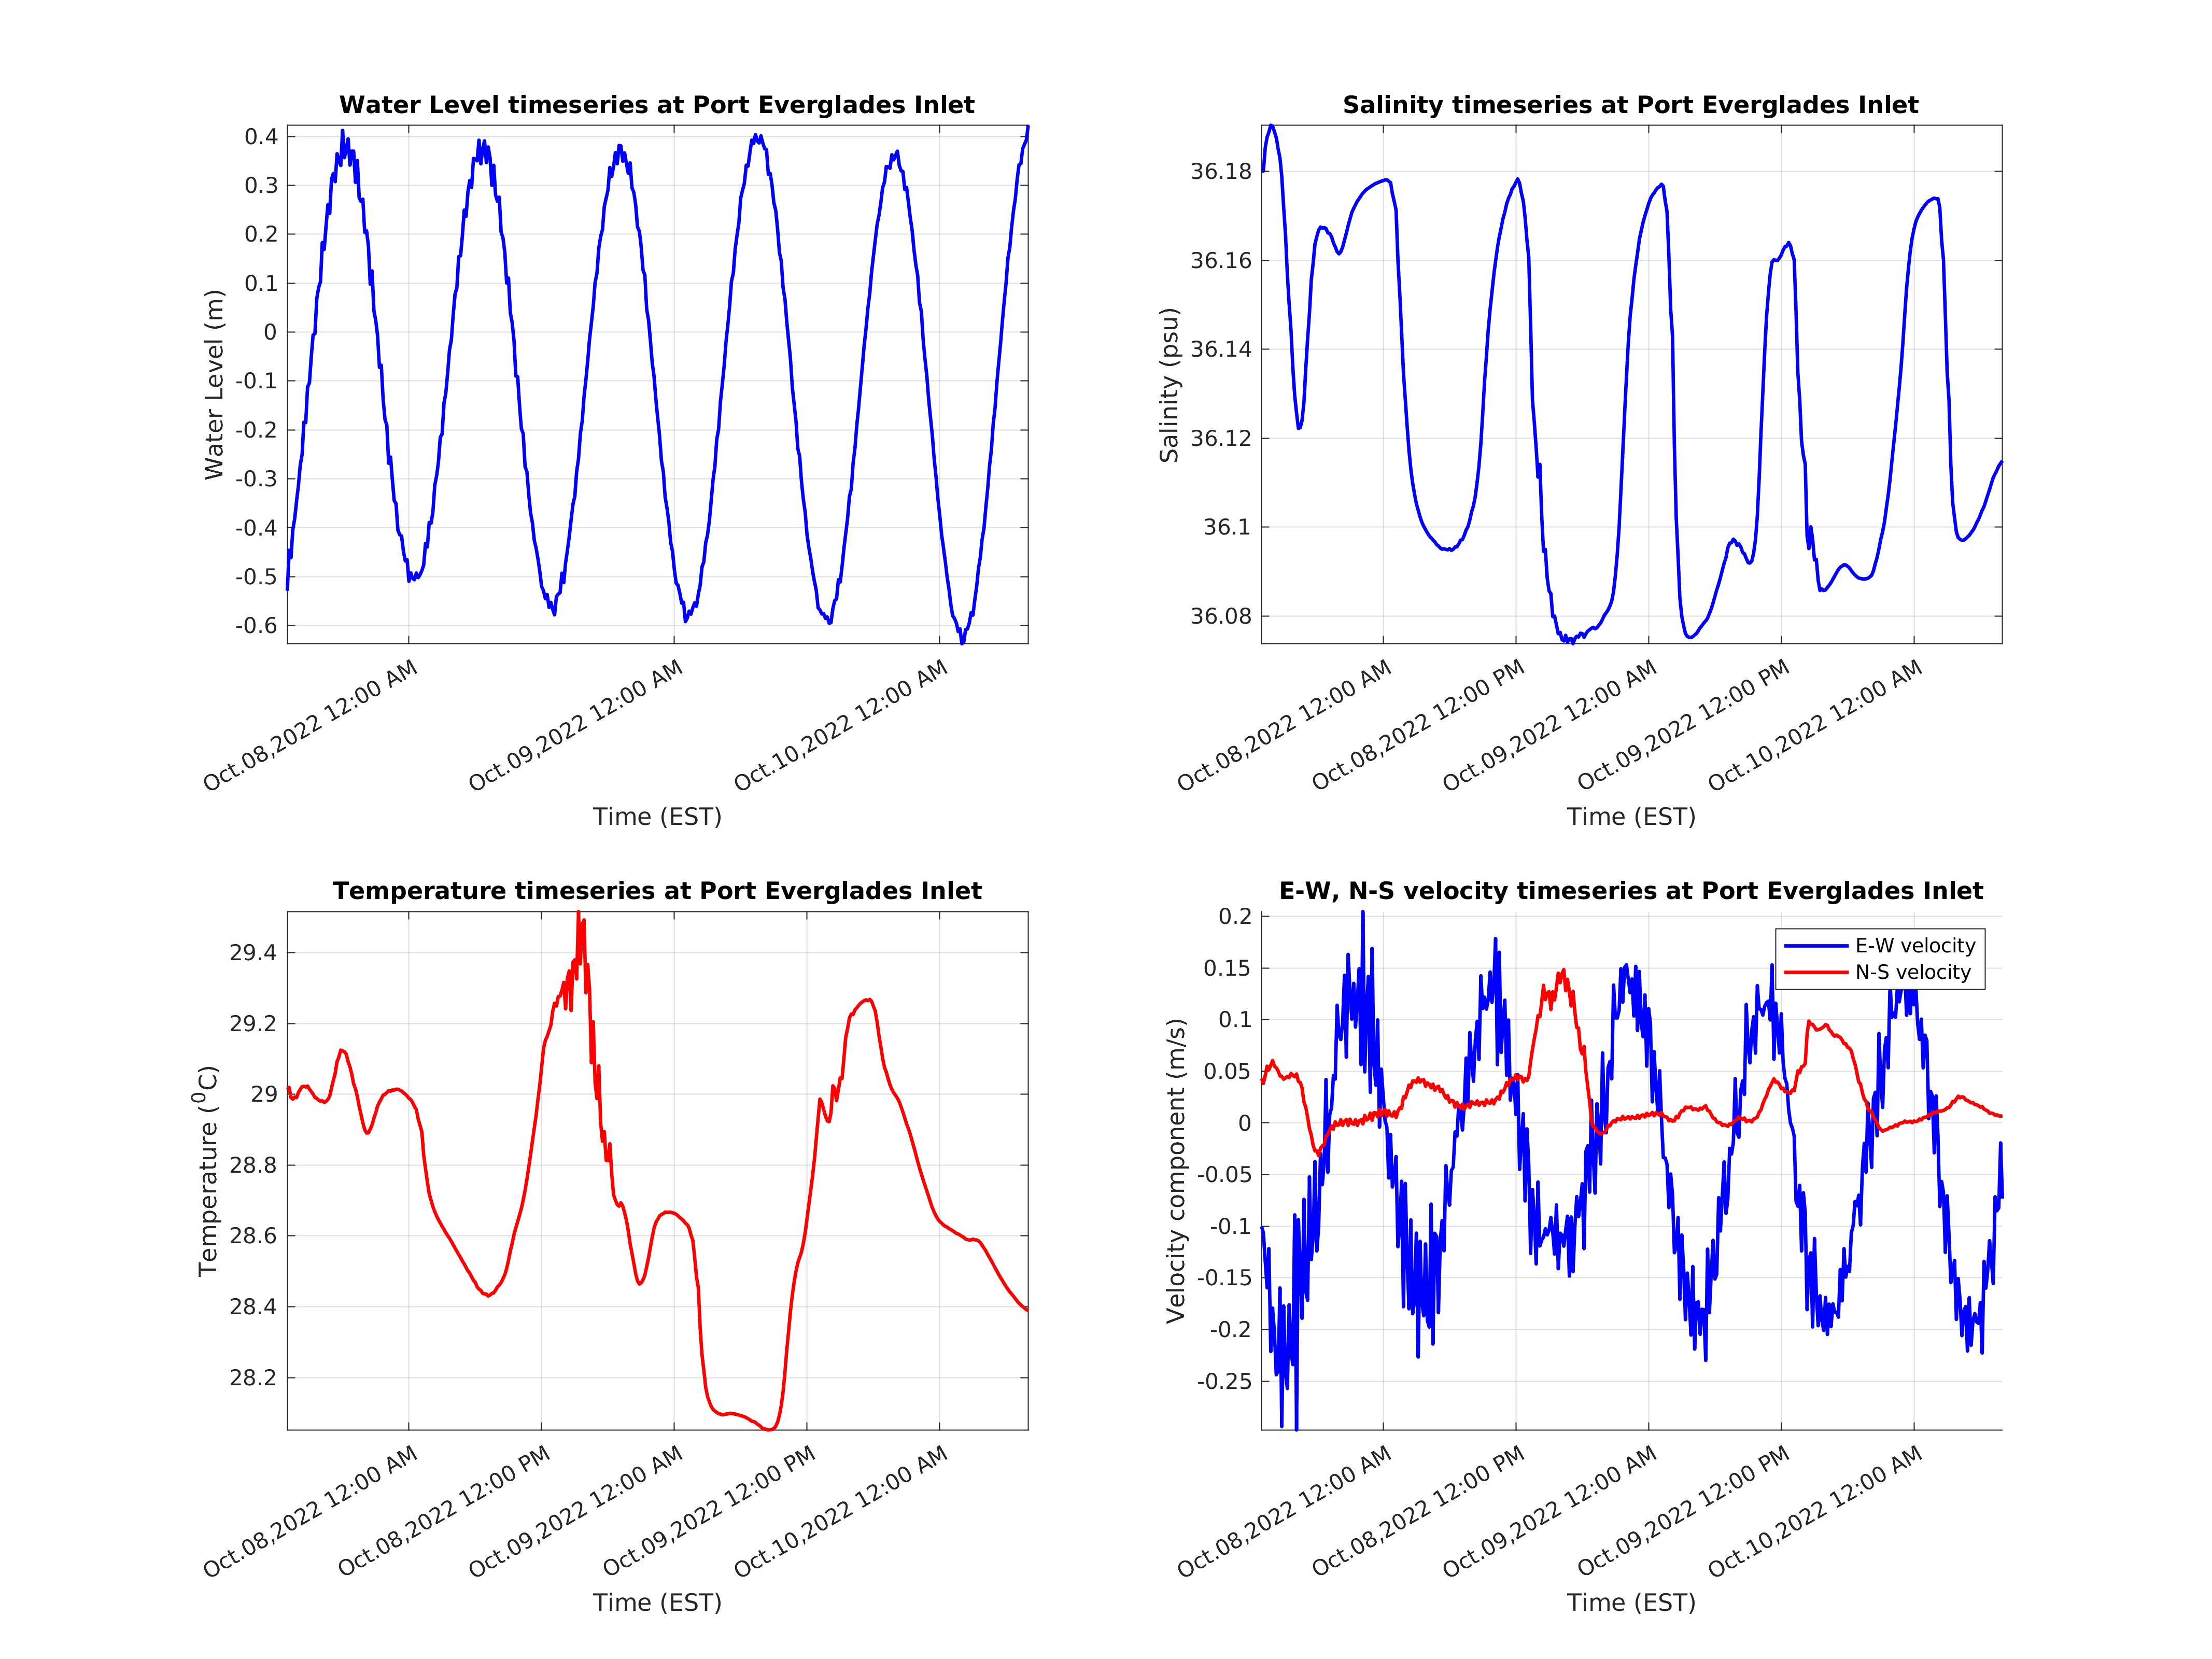 Water Level timeseries at Port Everglades Inlet
Water Level (m)
0.4
0.3
0.2
0.1
0
-0.1
-0.2
-0.3
-0.4
-0.5
-0.6
Oct.08,2022 12:00 AM
Oct.09,2022 12:00 AM
Oct.10,2022 12:00 AM
Time (EST)
Salinity timeseries at Port Everglades Inlet
Salinity (psu)
36.18
36.16
36.14
36.12
36.1
36.08
Oct.08,2022 12:00 AM
Oct.08,2022 12:00 PM
Oct.09,2022 12:00 AM
Oct.09,2022 12:00 PM
Oct.10,2022 12:00 AM
Time (EST)
Temperature timeseries at Port Everglades Inlet
Temperature (⁰C)
29.4
29.2
29
28.8
28.6
28.4
28.2
Oct.08,2022 12:00 AM
Oct.08,2022 12:00 PM
Oct.09,2022 12:00 AM
Oct.09,2022 12:00 PM
Oct.10,2022 12:00 AM
Time (EST)
E-W, N-S velocity timeseries at Port Everglades Inlet
Velocity component (m/s)
0.2
0.15
0.1
0.05
0
-0.05
-0.1
-0.15
-0.2
-0.25
E-W velocity
N-S velocity
Oct.08,2022 12:00 AM
Oct.08,2022 12:00 PM
Oct.09,2022 12:00 AM
Oct.09,2022 12:00 PM
Oct.10,2022 12:00 AM
Time (EST)